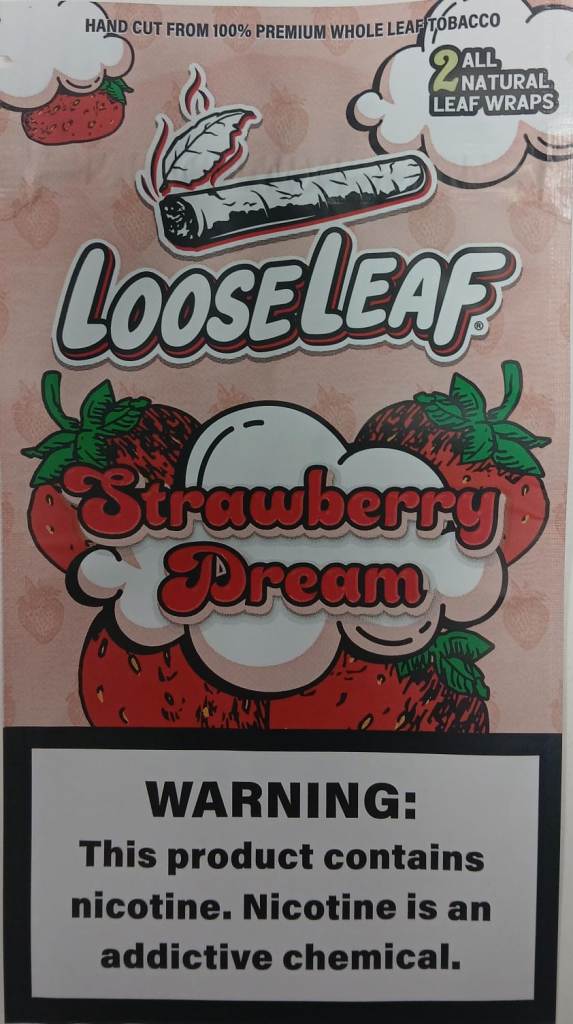 HAND CUT FROM 100% PREMIUM WHOLE LEAF TOBACCO
2 ALL
NATURAL
LEAF WRAPS
LOOSELEAF®
Strawberry
Dream
WARNING:
This product contains
nicotine. Nicotine is an
addictive chemical.